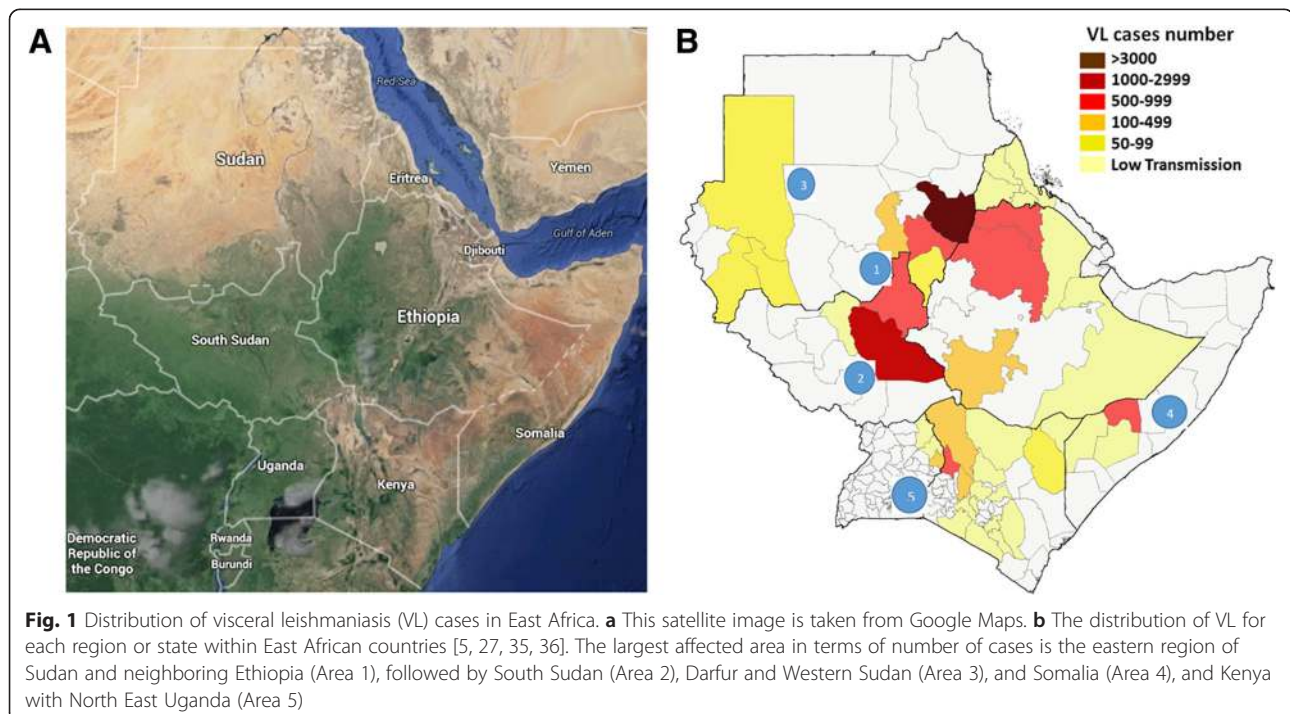 A
Red Sea
Sudan
Yemen
Eritrea
Gulf of Aden
Djibouti
Ethiopia
South Sudan
Somalia
Uganda
Kenya
Democratic
Republic of
the Congo
Rwanda
Burundi
B
VL cases number
>3000
1000-2999
500-999
100-499
50-99
Low Transmission
3
1
2
4
5
Fig. 1 Distribution of visceral leishmaniasis (VL) cases in East Africa. a This satellite image is taken from Google Maps. b The distribution of VL for
each region or state within East African countries [5, 27, 35, 36]. The largest affected area in terms of number of cases is the eastern region of
Sudan and neighboring Ethiopia (Area 1), followed by South Sudan (Area 2), Darfur and Western Sudan (Area 3), and Somalia (Area 4), and Kenya
with North East Uganda (Area 5)